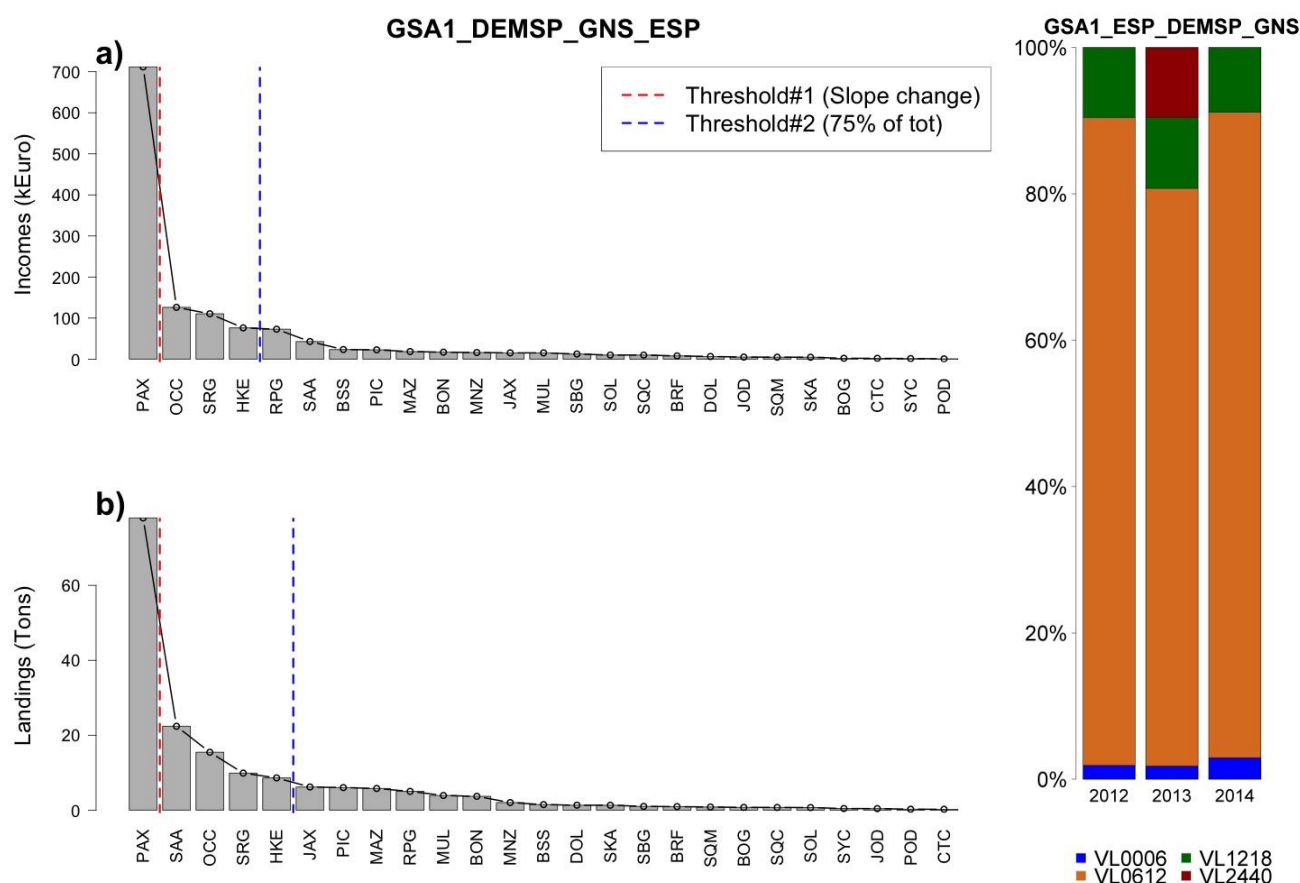 GSA1_DEMSP_GNS_ESP
a)
Incomes (kEuro)
700
600
500
400
300
200
100
0
Threshold#1 (Slope change)
Threshold#2 (75% of tot)
PAX OCC SRG HKE RPG SAA BSS PIC MAZ BON MNZ JAX MUL SBG SOL SQC BRF DOL JOD SQM SKA BOG CTC SYC POD
b)
Landings (Tons)
60
40
20
0
PAX SAA OCC SRG HKE JAX PIC MAZ RPG MUL BON MNZ BSS DOL SKA SBG BRF SQM BOG SQC SOL SYC JOD POD CTC
GSA1_ESP_DEMSP_GNS
100%
80%
60%
40%
20%
0%
2012 2013 2014
VL0006 VL1218
VL0612 VL2440